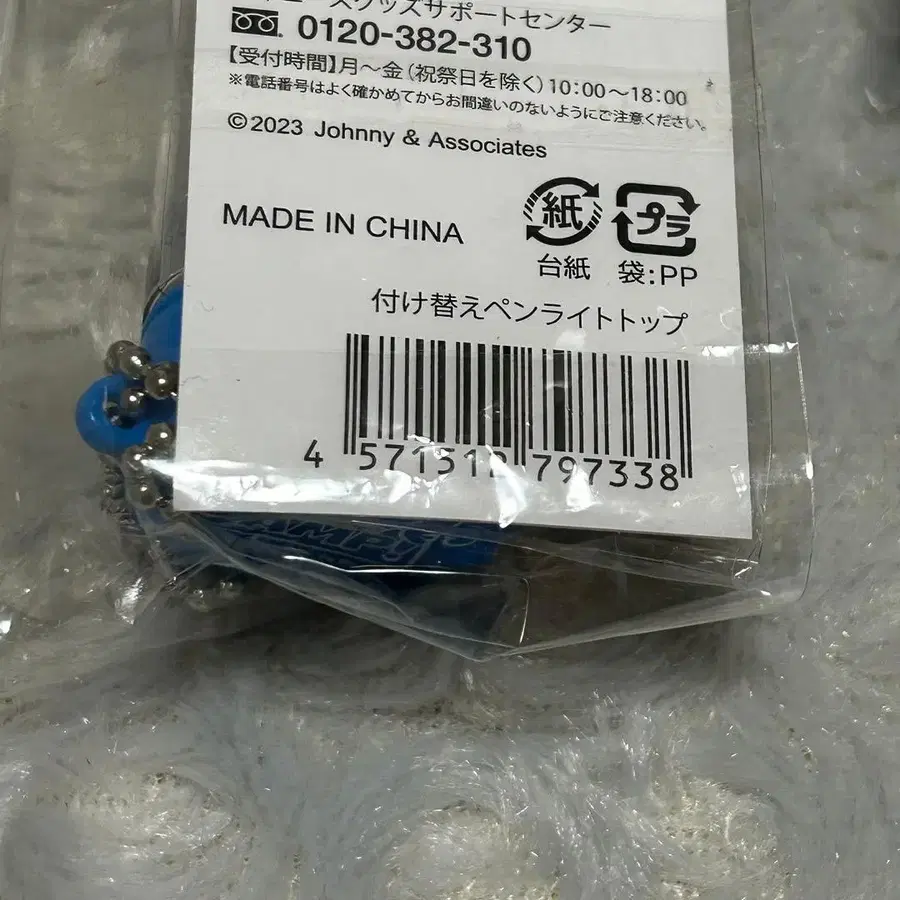 ースグッズサポートセンター
0120-382-310
【受付時間】月〜金（祝祭日を除く）10：00〜18：00
※電話番号はよく確かめてからお間違いのないようにご注意ください。
©2023 Johnny & Associates
MADE IN CHINA
紙 プラ
台紙 袋：PP
付け替えペンライトトップ
4 571512 797338